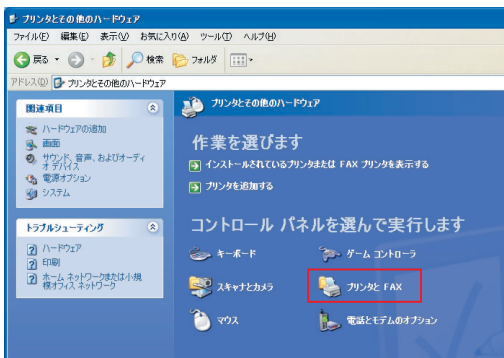 プリンタとその他のハードウェア
ファイル(F) 編集(E) 表示(V) お気に入り(A) ツール(T) ヘルプ(H)
戻る 検索 フォルダ
アドレス(D) プリンタとその他のハードウェア
関連項目
ハードウェアの追加
画面
サウンド、音声、およびオーディ
オ デバイス
電源オプション
システム
トラブルシューティング
ハードウェア
印刷
ホーム ネットワークまたは小規
模オフィス ネットワーク
プリンタとその他のハードウェア
作業を選びます
インストールされているプリンタまたは FAX プリンタを表示する
プリンタを追加する
コントロール パネルを選んで実行します
キーボード
ゲーム コントローラ
スキャナとカメラ
プリンタと FAX
マウス
電話とモデムのオプション